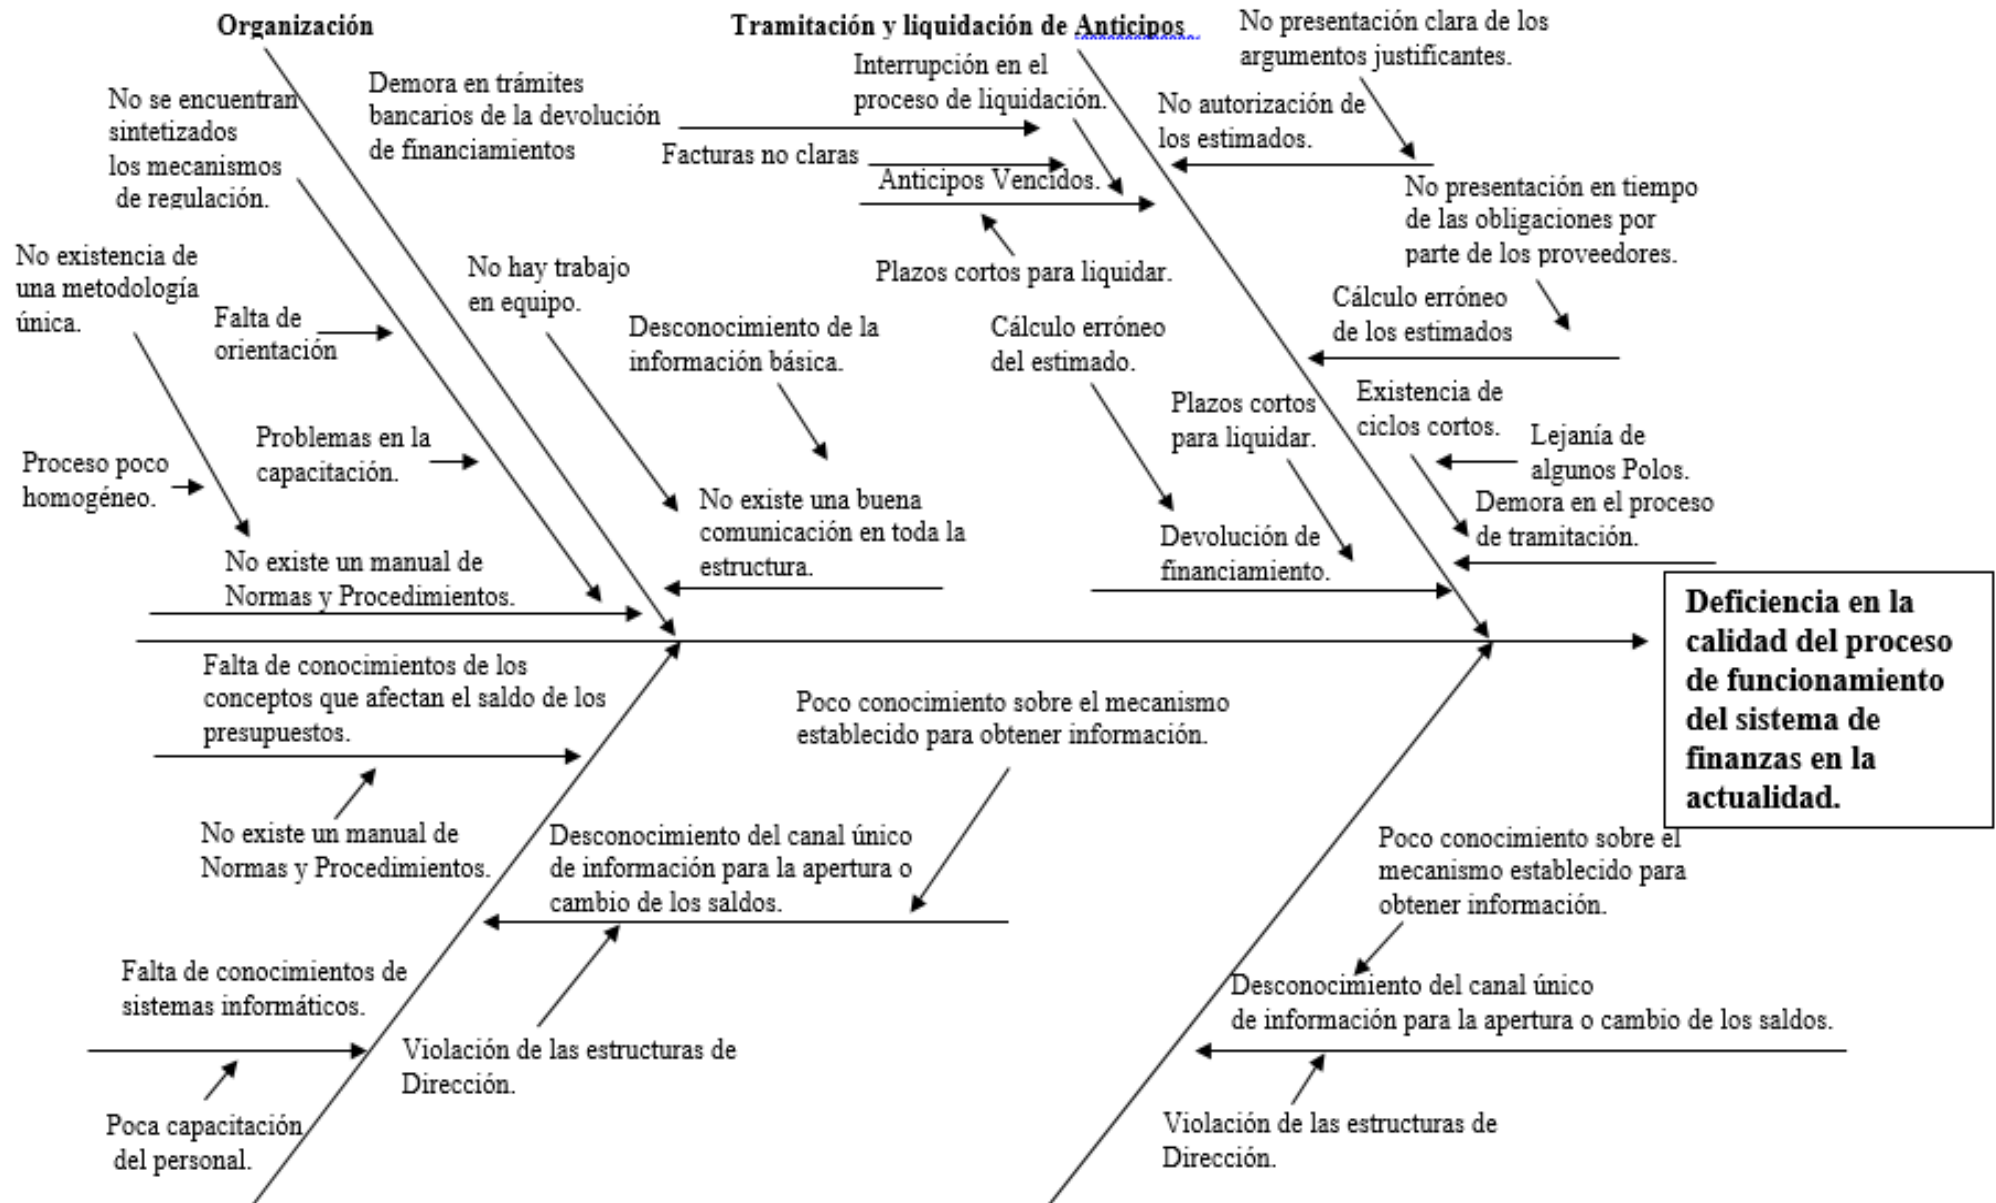 Organización
Tramitación y liquidación de Anticipos
No presentación clara de los
argumentos justificantes.
Interrupción en el
proceso de liquidación.
Demora en trámites
bancarios de la devolución
de financiamientos
No se encuentran
sintetizados
los mecanismos
de regulación.
No autorización de
los estimados.
Facturas no claras
Anticipos Vencidos.
No presentación en tiempo
de las obligaciones por
parte de los proveedores.
No existencia de
una metodología
única.
No hay trabajo
en equipo.
Plazos cortos para liquidar.
Falta de
orientación
Desconocimiento de la
información básica.
Cálculo erróneo
del estimado.
Cálculo erróneo
de los estimados
Plazos cortos
para liquidar.
Existencia de
ciclos cortos.
Lejanía de
algunos Polos.
Problemas en la
capacitación.
Proceso poco
homogéneo.
No existe una buena
comunicación en toda la
estructura.
Demora en el proceso
de tramitación.
Devolución de
financiamiento.
No existe un manual de
Normas y Procedimientos.
Deficiencia en la
calidad del proceso
de funcionamiento
del sistema de
finanzas en la
actualidad.
Falta de conocimientos de los
conceptos que afectan el saldo de los
presupuestos.
Poco conocimiento sobre el mecanismo
establecido para obtener información.
No existe un manual de
Normas y Procedimientos.
Desconocimiento del canal único
de información para la apertura o
cambio de los saldos.
Poco conocimiento sobre el
mecanismo establecido para
obtener información.
Falta de conocimientos de
sistemas informáticos.
Desconocimiento del canal único
de información para la apertura o cambio de los saldos.
Violación de las estructuras de
Dirección.
Poca capacitación
del personal.
Violación de las estructuras de
Dirección.